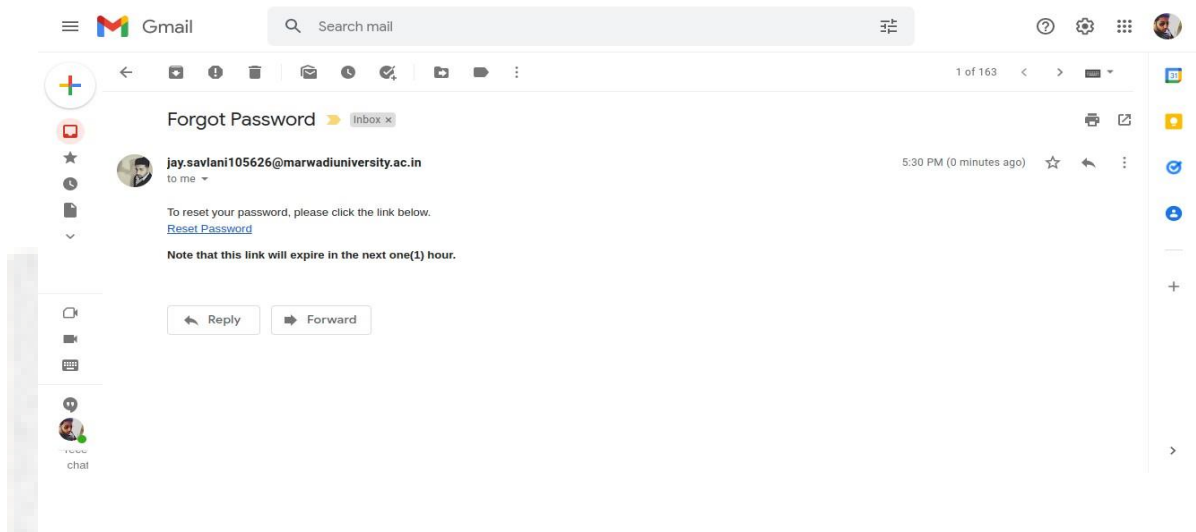 Gmail
Search mail
1 of 163
Forgot Password Inbox ×
jay.savlani105626@marwadiuniversity.ac.in
5:30 PM (0 minutes ago)
to me
To reset your password, please click the link below.
Reset Password
Note that this link will expire in the next one(1) hour.
Reply Forward
chat
31